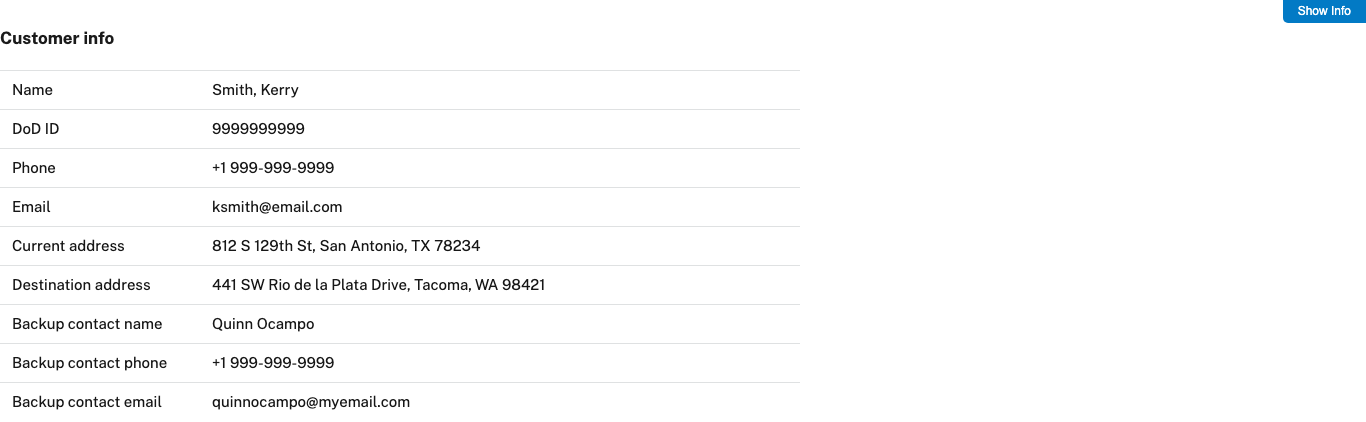 Show Info
Customer info
Name Smith, Kerry
DoD ID 9999999999
Phone +1 999-999-9999
Email ksmith@email.com
Current address 812 S 129th St, San Antonio, TX 78234
Destination address 441 SW Rio de la Plata Drive, Tacoma, WA 98421
Backup contact name Quinn Ocampo
Backup contact phone +1 999-999-9999
Backup contact email quinnocampo@myemail.com